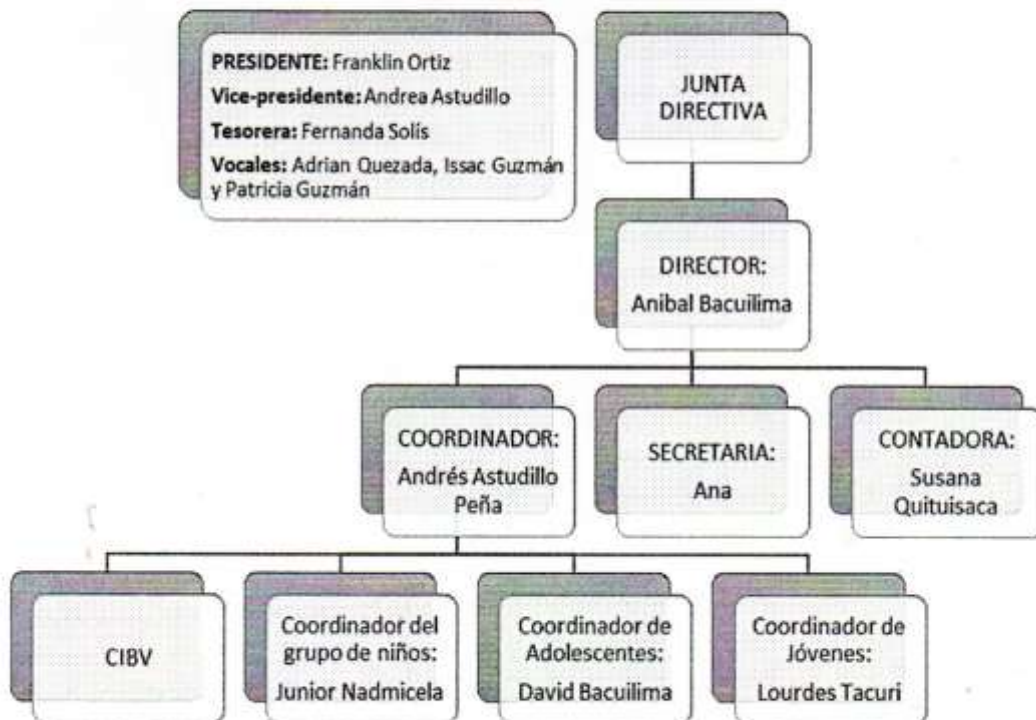 PRESIDENTE: Franklin Ortiz
Vice-presidente: Andrea Astudillo
Tesorera: Fernanda Solís
Vocales: Adrian Quezada, Issac Guzmán
y Patricia Guzmán
JUNTA
DIRECTIVA
DIRECTOR:
Anibal Bacuilima
COORDINADOR:
Andrés Astudillo
Peña
SECRETARIA:
Ana
CONTADORA:
Susana
Quituisaca
CIBV
Coordinador del
grupo de niños:
Junior Nadmicela
Coordinador de
Adolescentes:
David Bacuilima
Coordinador de
Jóvenes:
Lourdes Tacuri